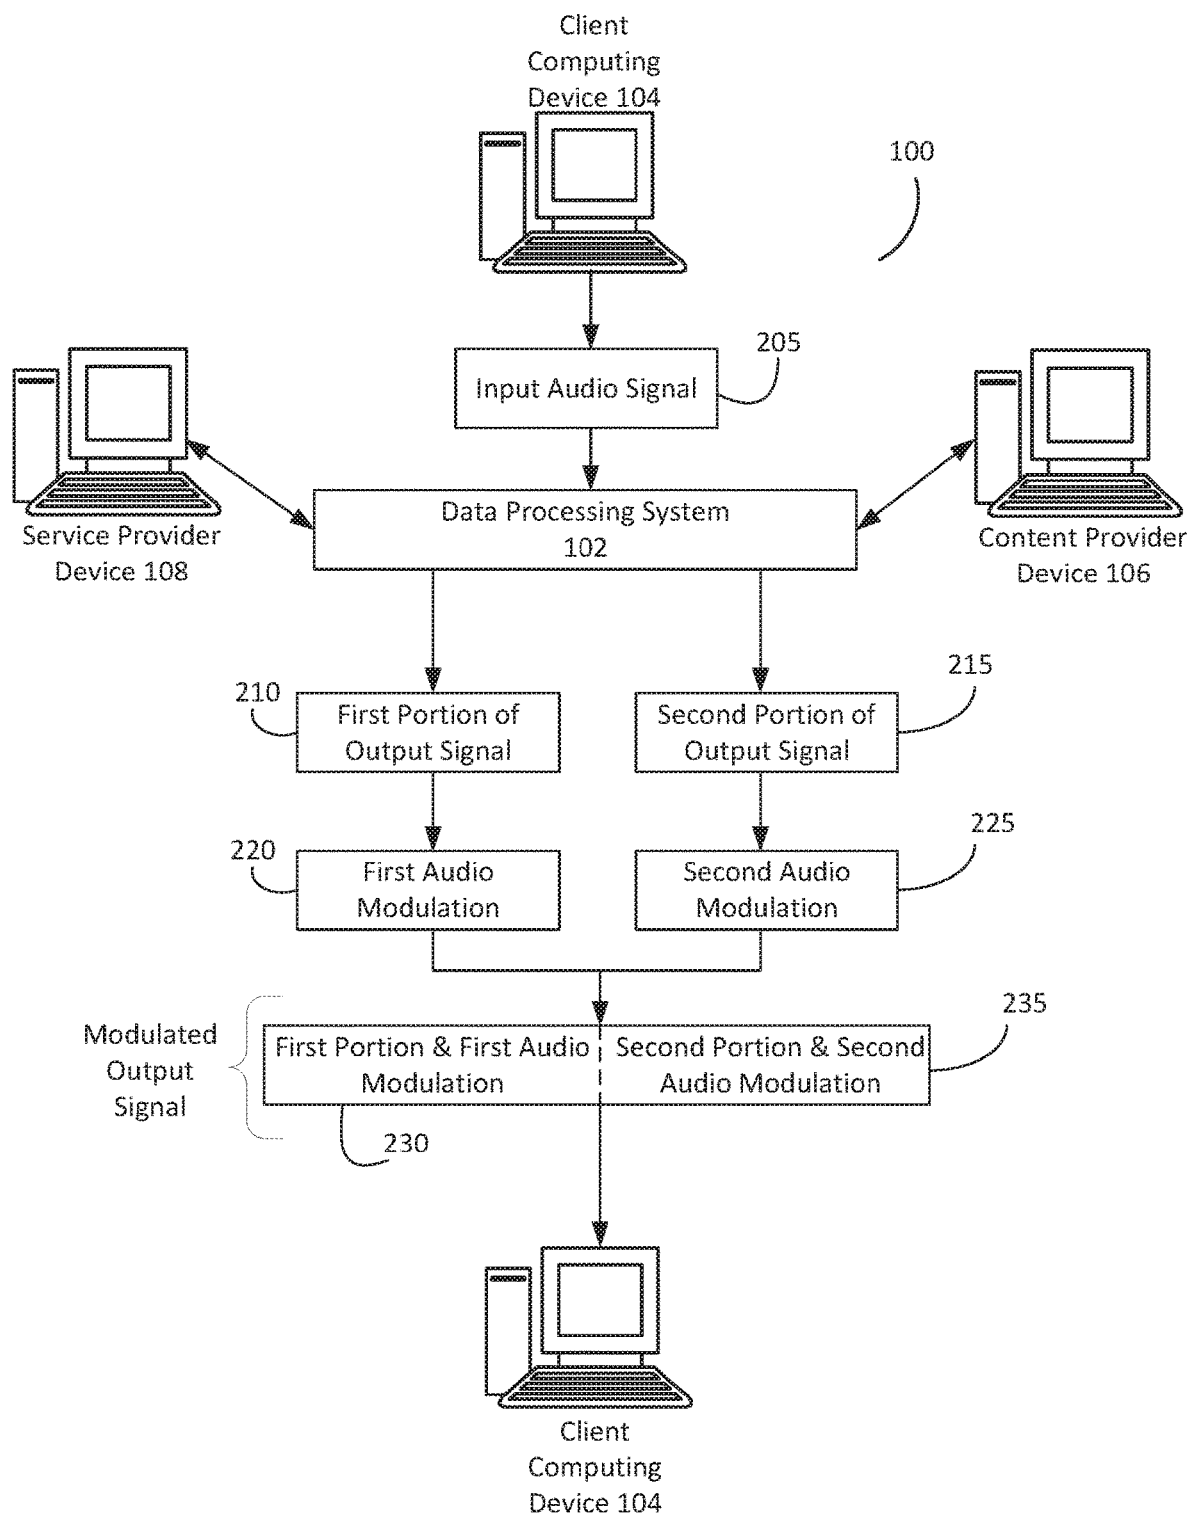 Client
Computing
Device 104
100
205
Input Audio Signal
Data Processing System
102
Service Provider
Device 108
Content Provider
Device 106
210
First Portion of
Output Signal
215
Second Portion of
Output Signal
220
First Audio
Modulation
225
Second Audio
Modulation
Modulated
Output
Signal
First Portion & First Audio
Modulation
Second Portion & Second
Audio Modulation
235
230
Client
Computing
Device 104